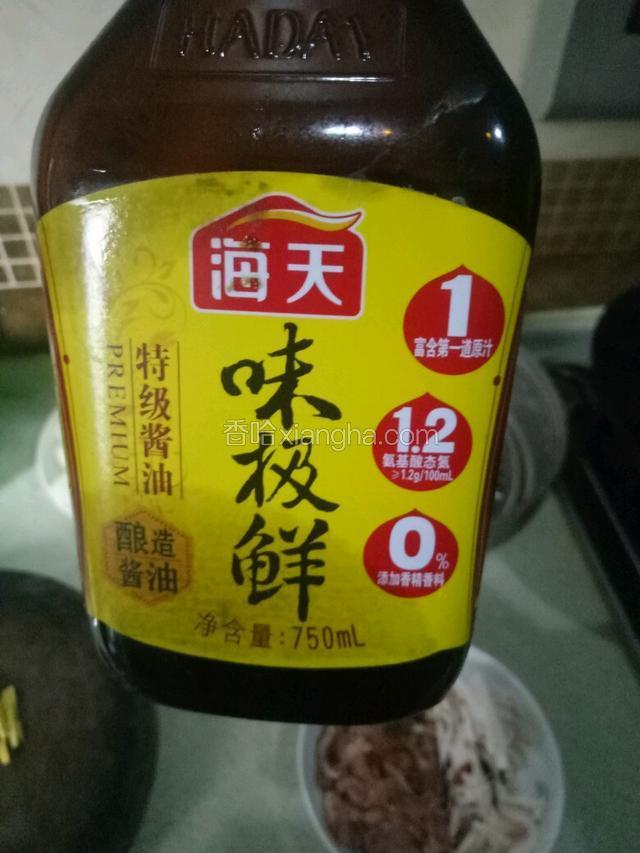 HADAY
海天
1
富含第一道原汁
特级酱油
PREMIUM
味极鲜
1.2
氨基酸态氮
≥1.2g/100mL
香哈xiangha.com
酿造
酱油
0%
添加香精香料
净含量:750mL